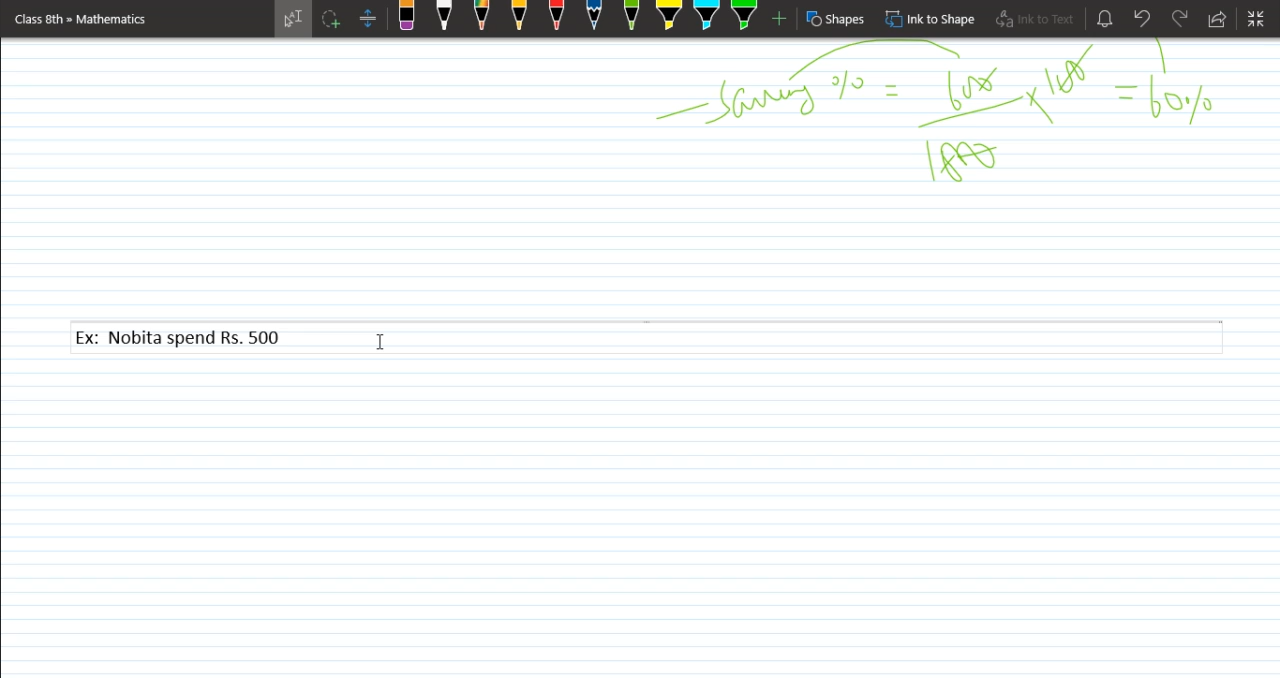 Class 8th » Mathematics
Shapes
Ink to Shape
Ink to Text
Saving % = 600/1000 × 100 = 60%
Ex: Nobita spend Rs. 500